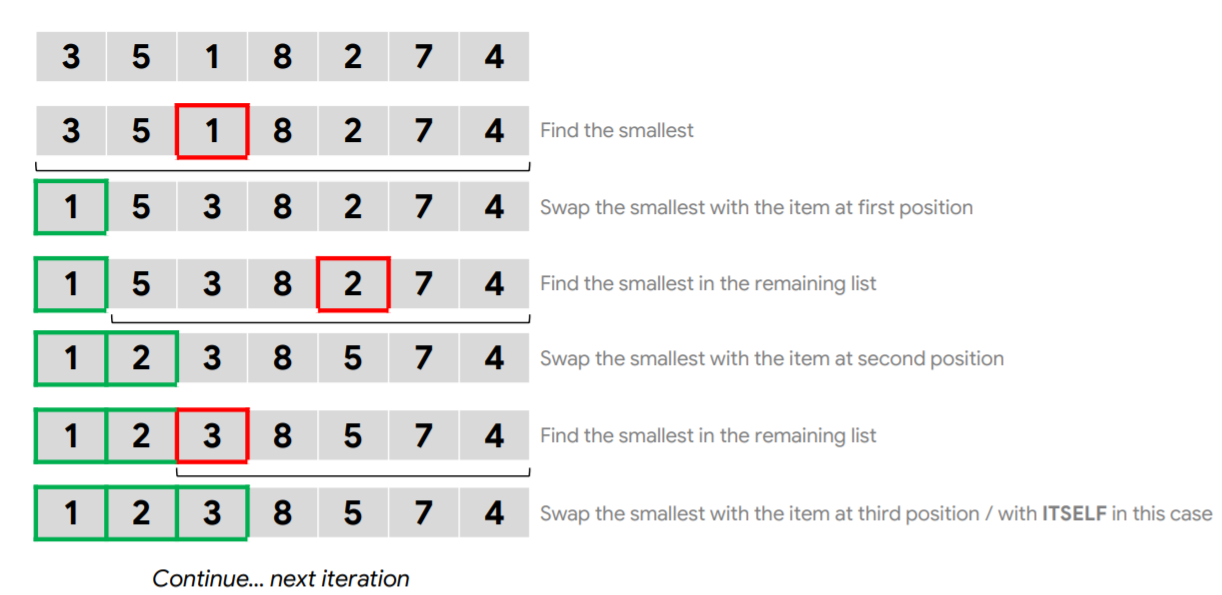 3 5 1 8 2 7 4
3 5 1 8 2 7 4 Find the smallest
1 5 3 8 2 7 4 Swap the smallest with the item at first position
1 5 3 8 2 7 4 Find the smallest in the remaining list
1 2 3 8 5 7 4 Swap the smallest with the item at second position
1 2 3 8 5 7 4 Find the smallest in the remaining list
1 2 3 8 5 7 4 Swap the smallest with the item at third position / with ITSELF in this case
Continue... next iteration